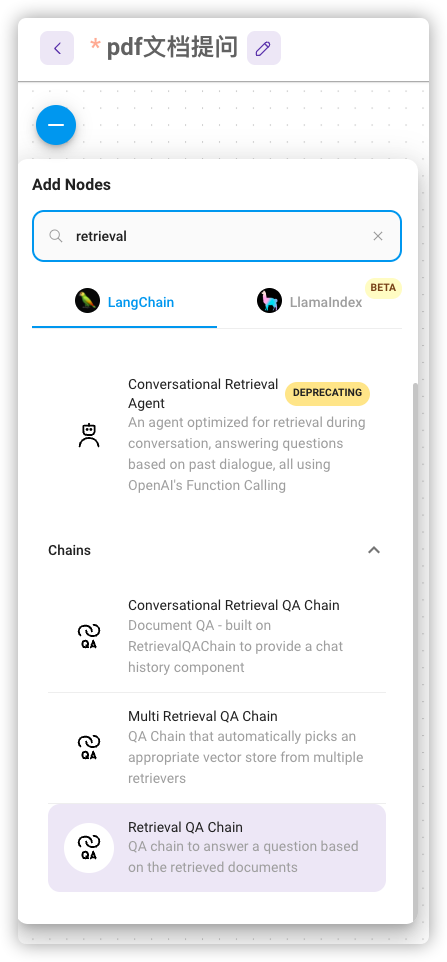 * pdf文档提问
Add Nodes
retrieval
LangChain
LlamaIndex
BETA
Conversational Retrieval
Agent
DEPRECATING
An agent optimized for retrieval during
conversation, answering questions
based on past dialogue, all using
OpenAI's Function Calling
Chains
Conversational Retrieval QA Chain
Document QA - built on
RetrievalQAChain to provide a chat
history component
QA
Multi Retrieval QA Chain
QA Chain that automatically picks an
appropriate vector store from multiple
retrievers
QA
Retrieval QA Chain
QA chain to answer a question based
on the retrieved documents
QA